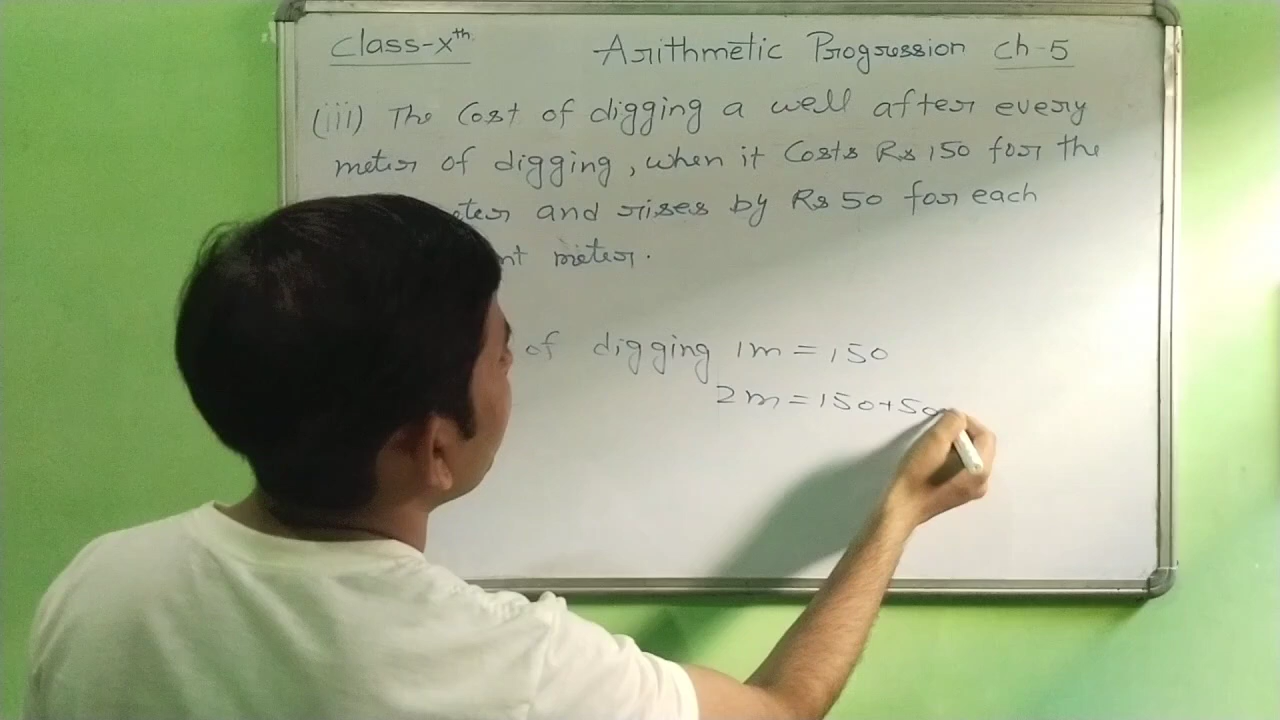 Class-Xth Arithmetic Progression Ch-5
(iii) The Cost of digging a well after every
meter of digging, when it Costs Rs 150 for the
and rises by Rs 50 for each
meter.
of digging 1m = 150
2m = 150+50